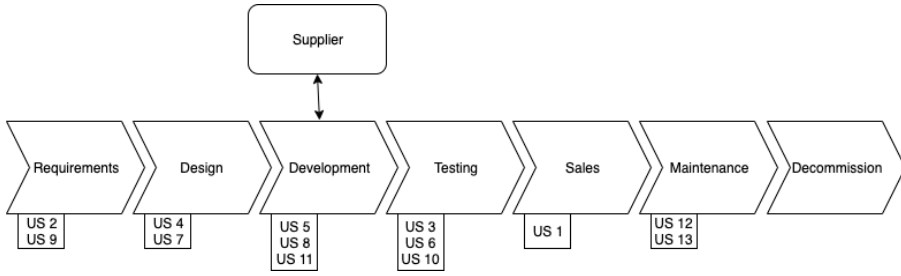 Supplier
Requirements
Design
Development
Testing
Sales
Maintenance
Decommission
US 2
US 9
US 4
US 7
US 5
US 8
US 11
US 3
US 6
US 10
US 1
US 12
US 13